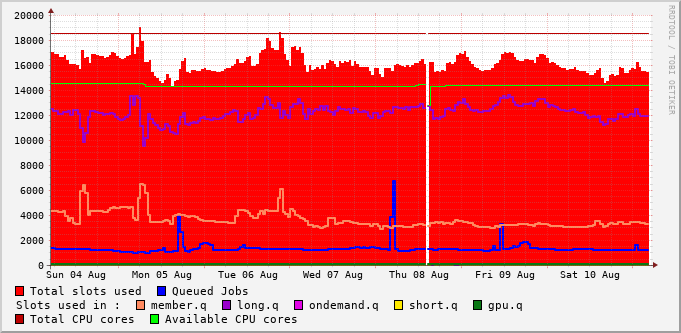 20000
18000
16000
14000
12000
10000
8000
6000
4000
2000
0
Sun 04 Aug Mon 05 Aug Tue 06 Aug Wed 07 Aug Thu 08 Aug Fri 09 Aug Sat 10 Aug
Total slots used Queued Jobs
Slots used in : member.q long.q ondemand.q short.q gpu.q
Total CPU cores Available CPU cores
RRDTOOL / TOBI OETIKER